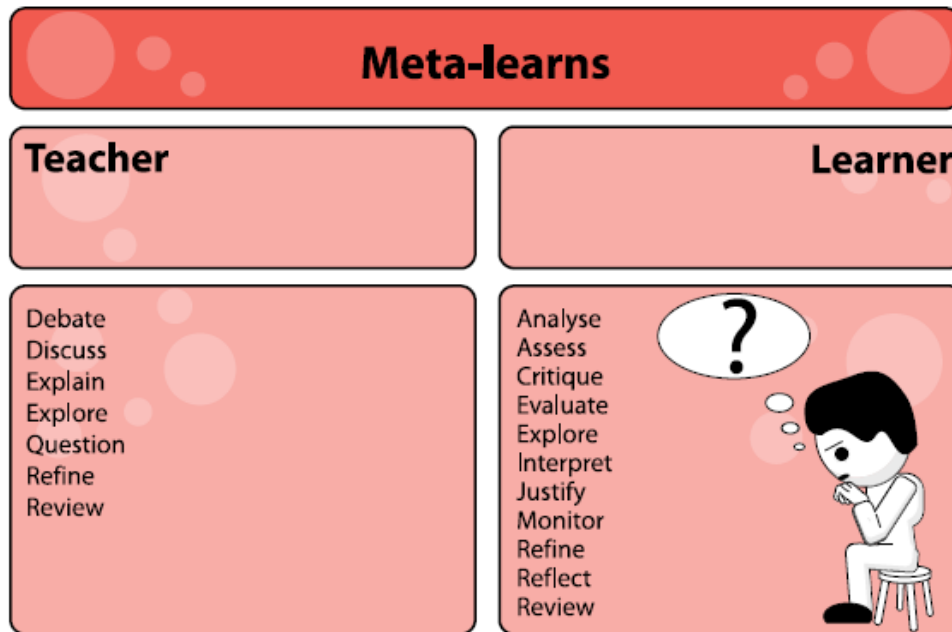 Meta-learns
Teacher
Learner
Debate
Discuss
Explain
Explore
Question
Refine
Review
Analyse
Assess
Critique
Evaluate
Explore
Interpret
Justify
Monitor
Refine
Reflect
Review
?